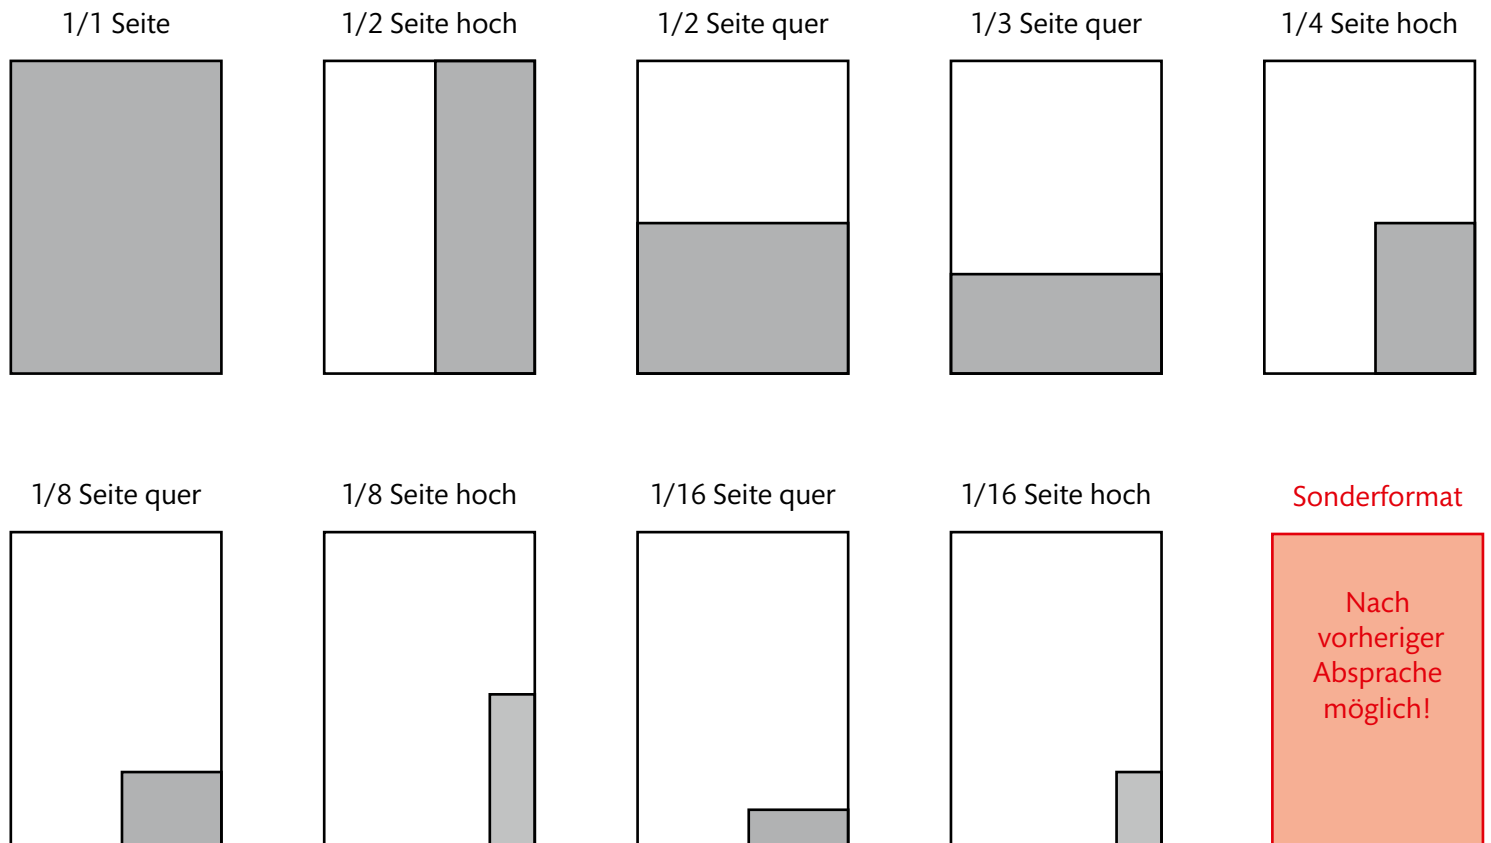 1/1 Seite
1/2 Seite hoch
1/2 Seite quer
1/3 Seite quer
1/4 Seite hoch
1/8 Seite quer
1/8 Seite hoch
1/16 Seite quer
1/16 Seite hoch
Sonderformat
Nach
vorheriger
Absprache
möglich!